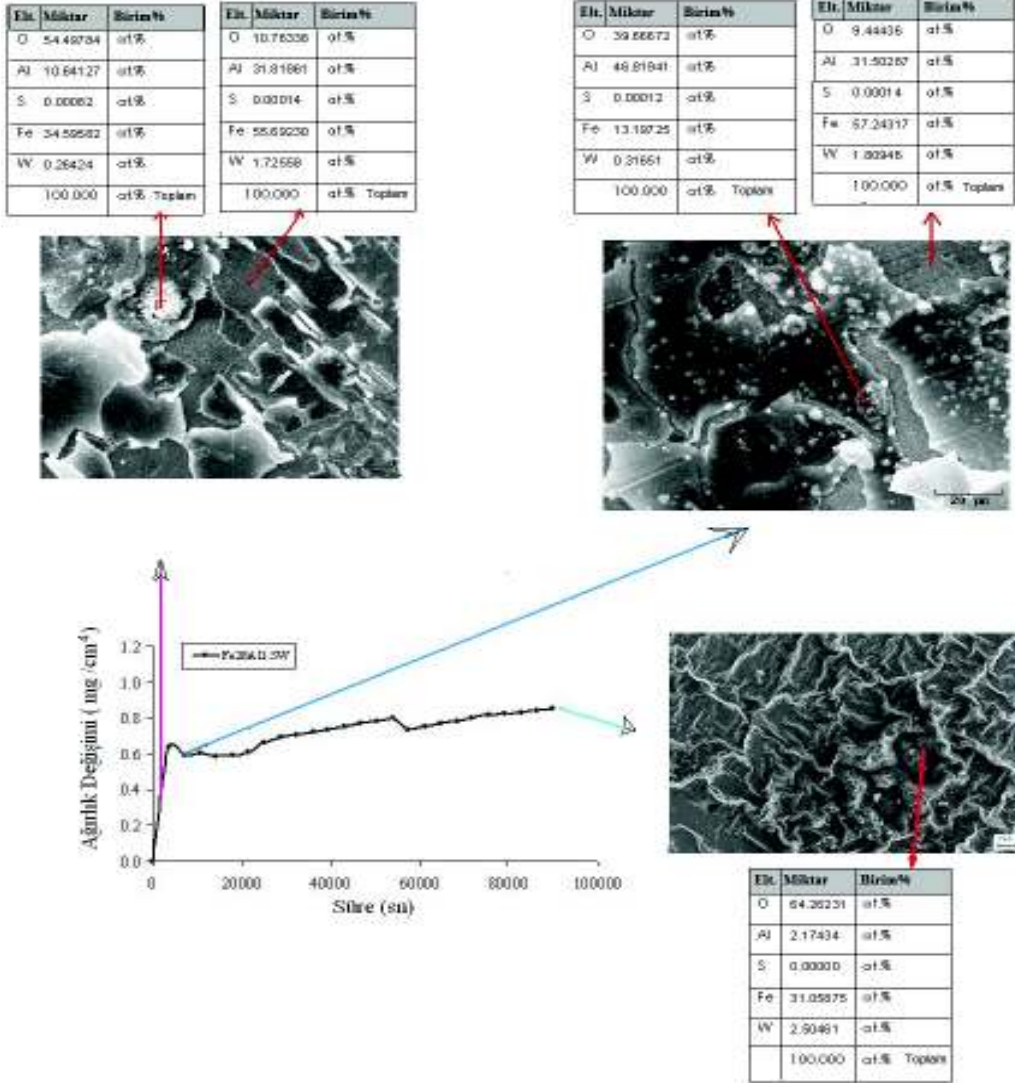 Elt. Miktar Birim%
O 54.49784 at%
Al 10.64127 at%
S 0.00062 at%
Fe 34.59582 at%
W 0.26424 at%
100.000 at% Toplam
Elt. Miktar Birim%
O 10.76336 at%
Al 31.81861 at%
S 0.00014 at%
Fe 55.69230 at%
W 1.72558 at%
100.000 at% Toplam
Elt. Miktar Birim%
O 39.66672 at%
Al 46.81941 at%
S 0.00012 at%
Fe 13.19725 at%
W 0.31651 at%
100.000 at% Toplam
Elt. Miktar Birim%
O 9.44436 at%
Al 31.50287 at%
S 0.00014 at%
Fe 57.24317 at%
W 1.80946 at%
100.000 at% Toplam
20 µm
Ağırlık Değişimi ( mg /cm⁴)
1.2
1.0
0.8
0.6
0.4
0.2
0.0
0 20000 40000 60000 80000 100000
Süre (sn)
Elt. Miktar Birim%
O 64.26231 at%
Al 2.17434 at%
S 0.00000 at%
Fe 31.05875 at%
W 2.50461 at%
100.000 at% Toplam